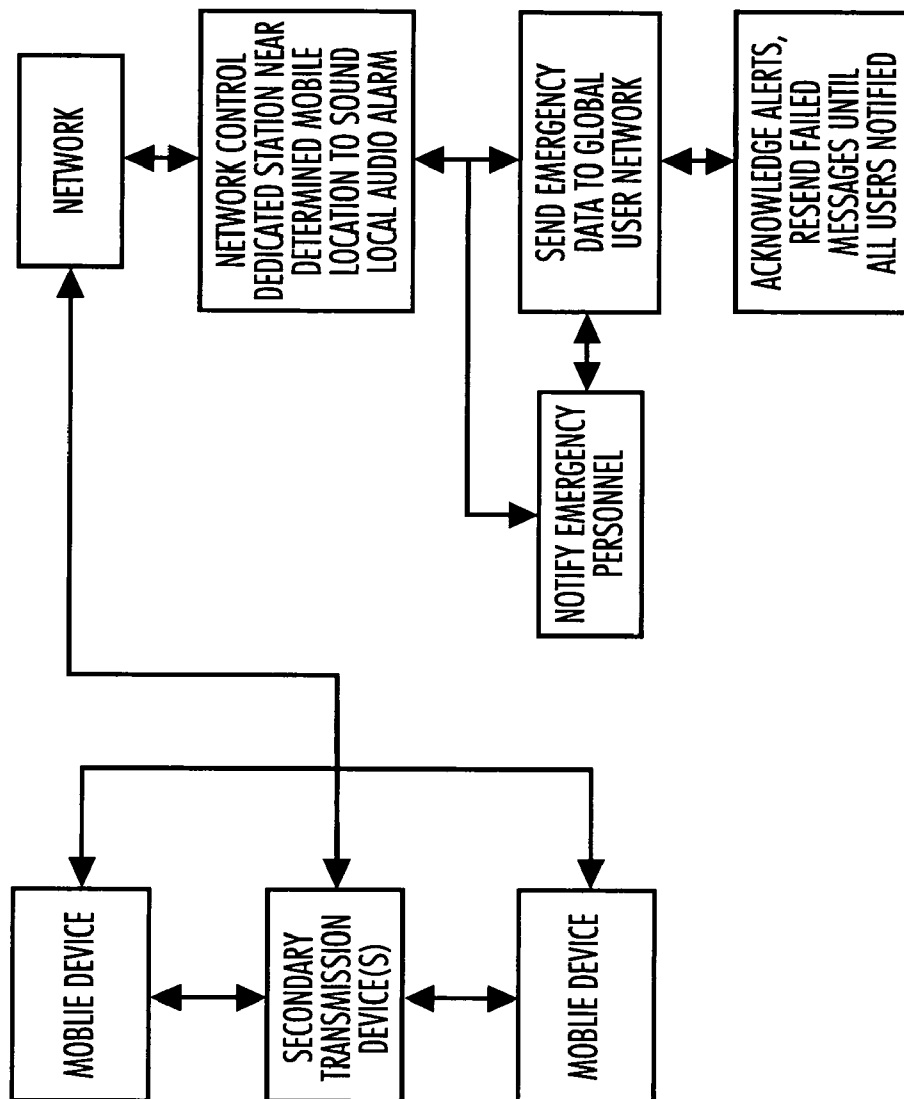 MOBLIE DEVICE
SECONDARY
TRANSMISSION
DEVICE(S)
MOBLIE DEVICE
NETWORK
NETWORK CONTROL
DEDICATED STATION NEAR
DETERMINED MOBILE
LOCATION TO SOUND
LOCAL AUDIO ALARM
NOTIFY EMERGENCY
PERSONNEL
SEND EMERGENCY
DATA TO GLOBAL
USER NETWORK
ACKNOWLEDGE ALERTS,
RESEND FAILED
MESSAGES UNTIL
ALL USERS NOTIFIED